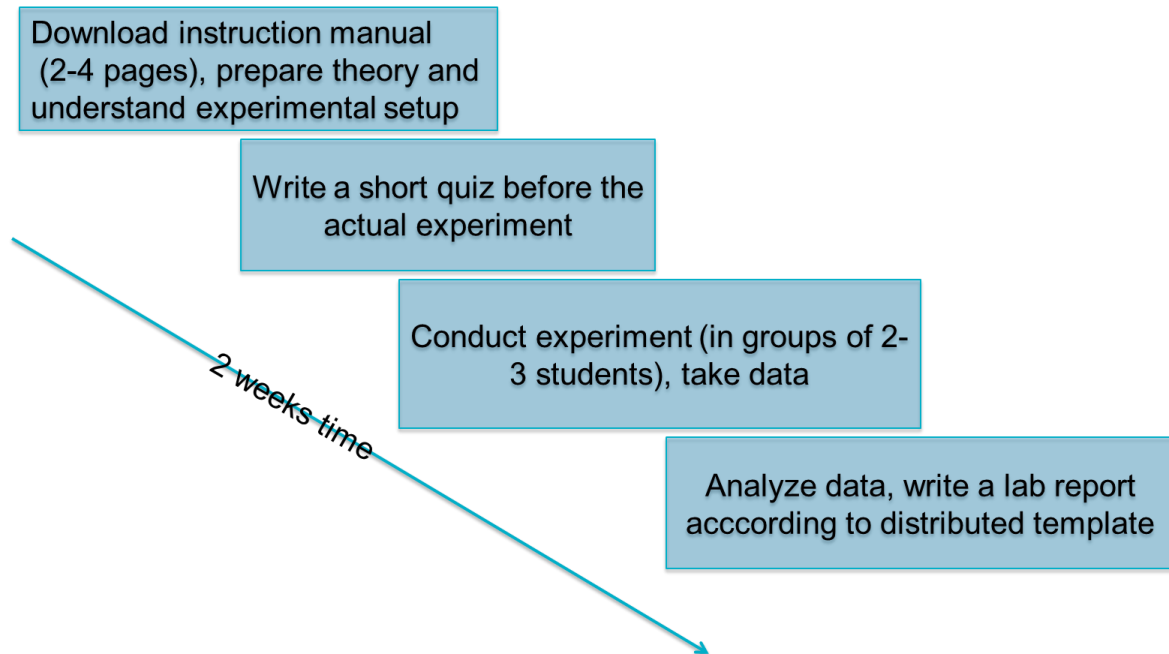 Download instruction manual
(2-4 pages), prepare theory and
understand experimental setup
Write a short quiz before the
actual experiment
Conduct experiment (in groups of 2-
3 students), take data
2 weeks time
Analyze data, write a lab report
acccording to distributed template